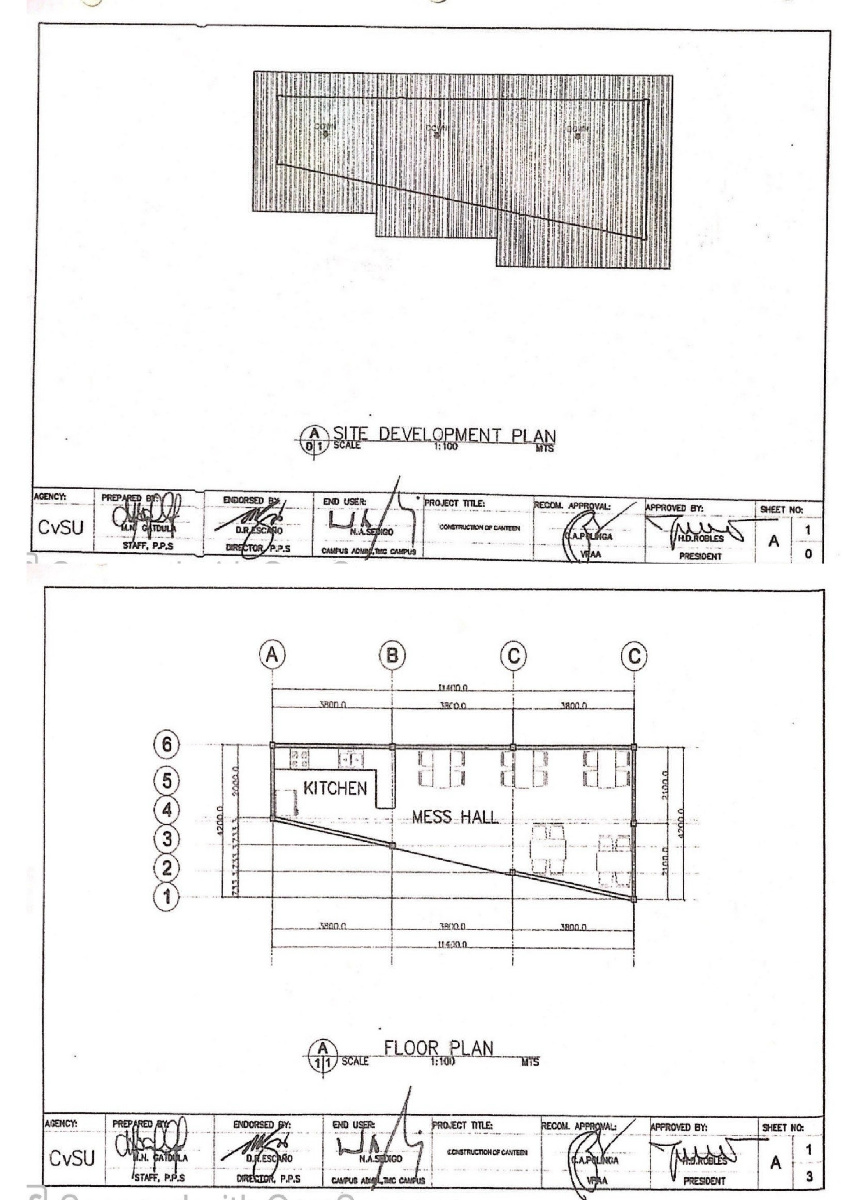 DOWN
DOWN
DOWN
A
0 1
SITE DEVELOPMENT PLAN
SCALE
1:100
MTS
AGENCY:
CvSU
PREPARED BY:
M.N. GATDULA
STAFF, P.P.S
ENDORSED BY:
D.R.ESCAÑO
DIRECTOR, P.P.S
END USER:
N.A.SEDIGO
CAMPUS ADMIN.,TMC CAMPUS
PROJECT TITLE:
CONSTRUCTION OF CANTEEN
RECOM. APPROVAL:
C.A.POLINGA
VPAA
APPROVED BY:
H.D.ROBLES
PRESIDENT
SHEET NO:
A
1
0
A B C C
11400.0
3800.0 3800.0 3800.0
6
5
4
3
2
1
4200.0
2000.0
733.3
733.3
733.3
KITCHEN
MESS HALL
2100.0
2100.0
4200.0
3800.0 3800.0 3800.0
11400.0
A
1 1
FLOOR PLAN
SCALE
1:100
MTS
AGENCY:
CvSU
PREPARED BY:
M.N. GATDULA
STAFF, P.P.S
ENDORSED BY:
D.R.ESCAÑO
DIRECTOR, P.P.S
END USER:
N.A.SEDIGO
CAMPUS ADMIN.,TMC CAMPUS
PROJECT TITLE:
CONSTRUCTION OF CANTEEN
RECOM. APPROVAL:
C.A.POLINGA
VPAA
APPROVED BY:
H.D.ROBLES
PRESIDENT
SHEET NO:
A
1
3